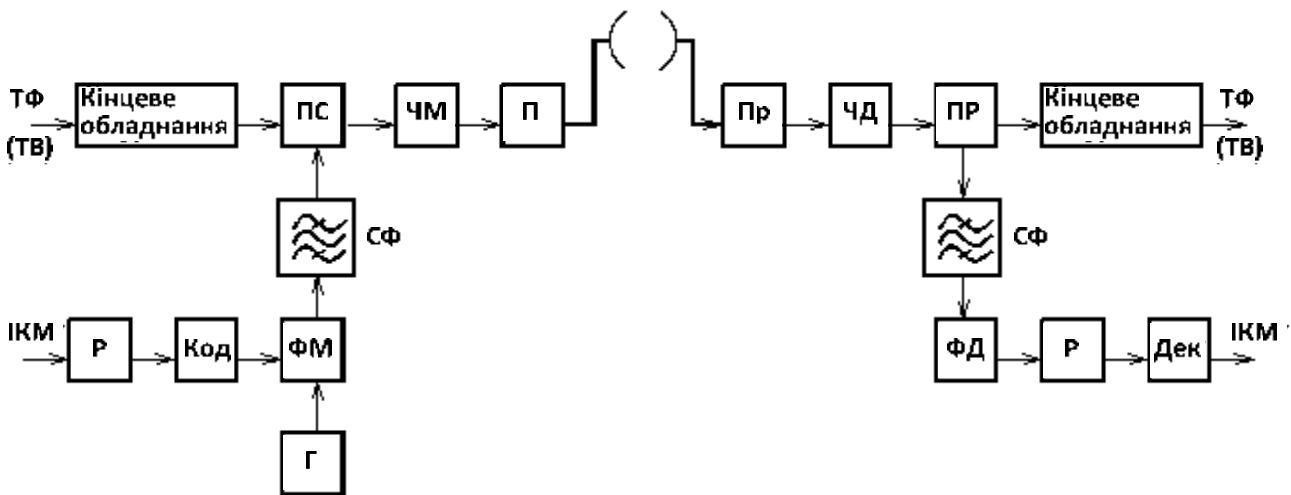 ТФ
(ТВ)
Кінцеве
обладнання
ПС
ЧМ
П
Пр
ЧД
ПР
Кінцеве
обладнання
ТФ
(ТВ)
СФ
СФ
ІКМ
Р
Код
ФМ
ФД
Р
Дек
ІКМ
Г